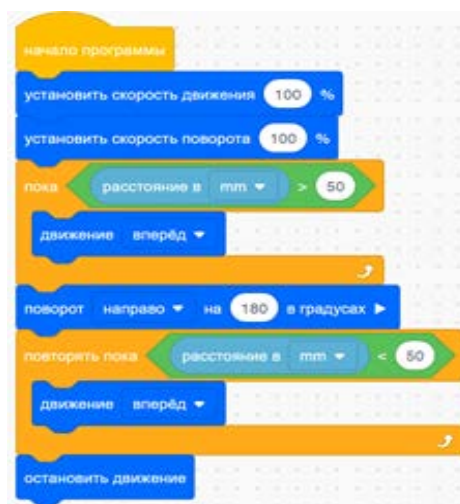 начало программы
установить скорость движения 100 %
установить скорость поворота 100 %
пока расстояние в mm > 50
движение вперёд
поворот направо на 180 в градусах
повторять пока расстояние в mm < 50
движение вперёд
остановить движение